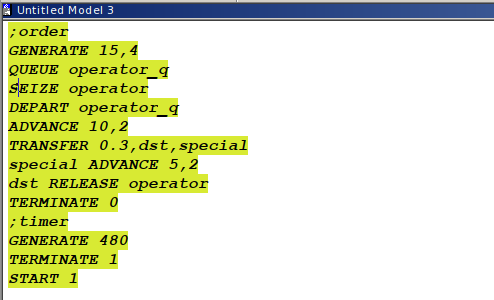 Untitled Model 3
;order
GENERATE 15,4
QUEUE operator_q
SEIZE operator
DEPART operator_q
ADVANCE 10,2
TRANSFER 0.3,dst,special
special ADVANCE 5,2
dst RELEASE operator
TERMINATE 0
;timer
GENERATE 480
TERMINATE 1
START 1